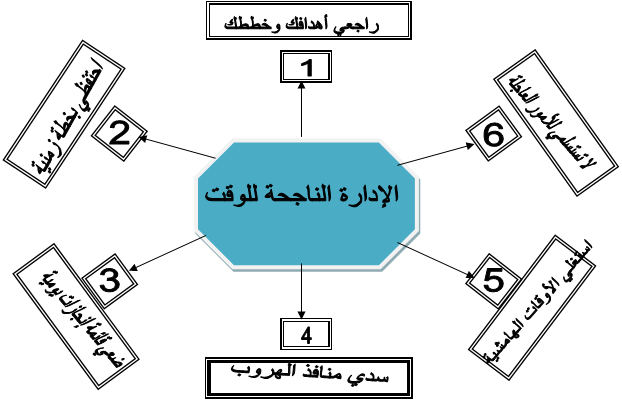 راجعي أهدافك وخططك
1
احتفظي بخطة زمنية
2
لا تستسلمي للأمور العاجلة
6
الإدارة الناجحة للوقت
ضعي قائمة إنجازات يومية
3
استغلي الأوقات الهامشية
5
4
سدي منافذ الهروب